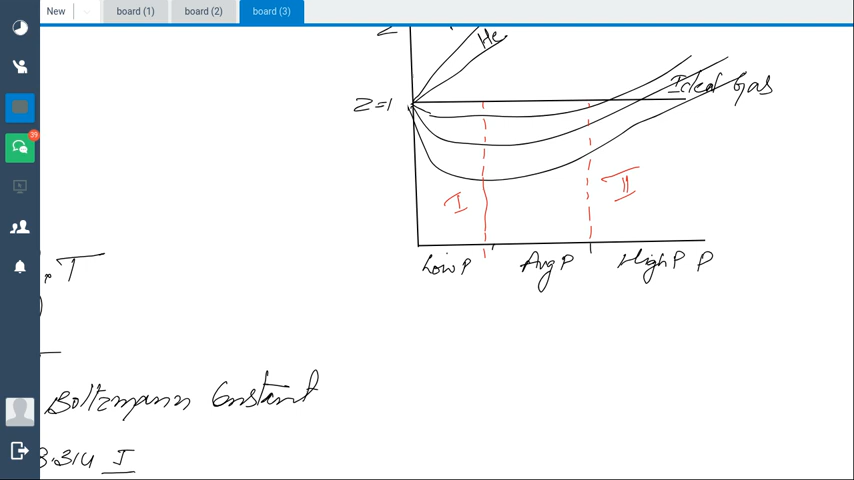 New
board (1)
board (2)
board (3)
39
He
Z=1
Ideal Gas
I
II
Low P
Avg P
High P P
T
Boltzmann Constant
8.314 J